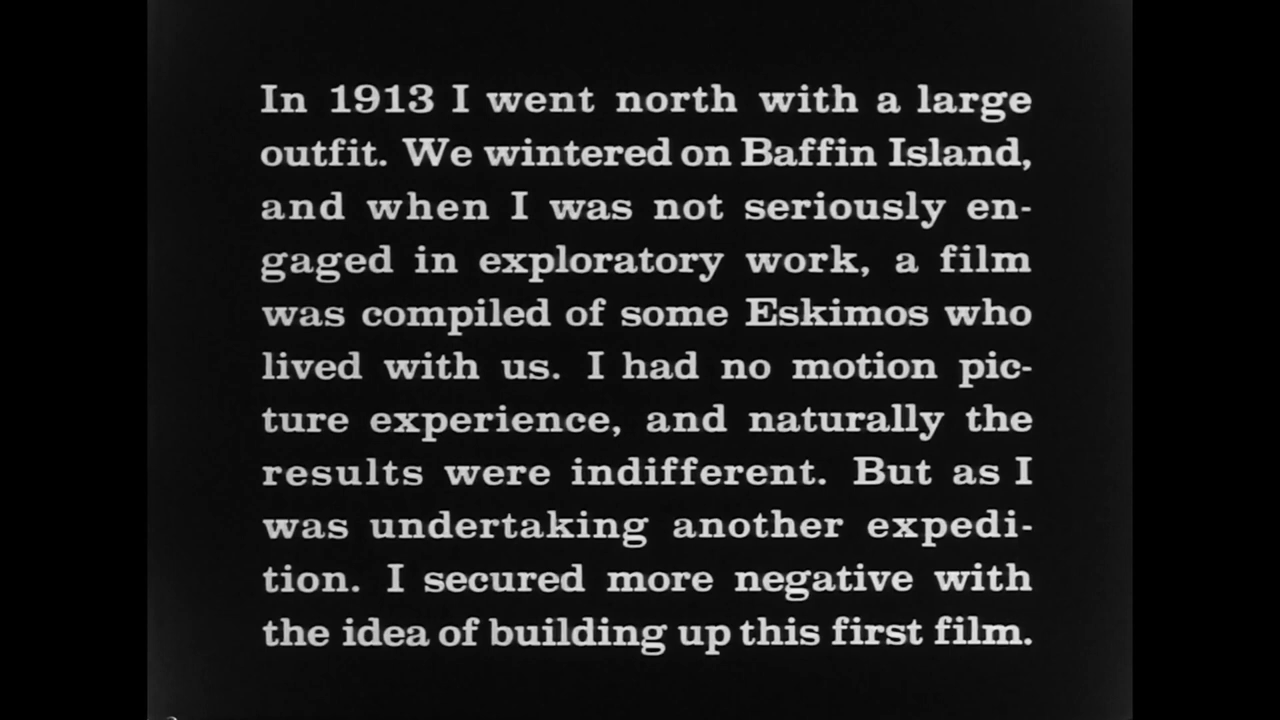 In 1913 I went north with a large
outfit. We wintered on Baffin Island,
and when I was not seriously en-
gaged in exploratory work, a film
was compiled of some Eskimos who
lived with us. I had no motion pic-
ture experience, and naturally the
results were indifferent. But as I
was undertaking another expedi-
tion. I secured more negative with
the idea of building up this first film.